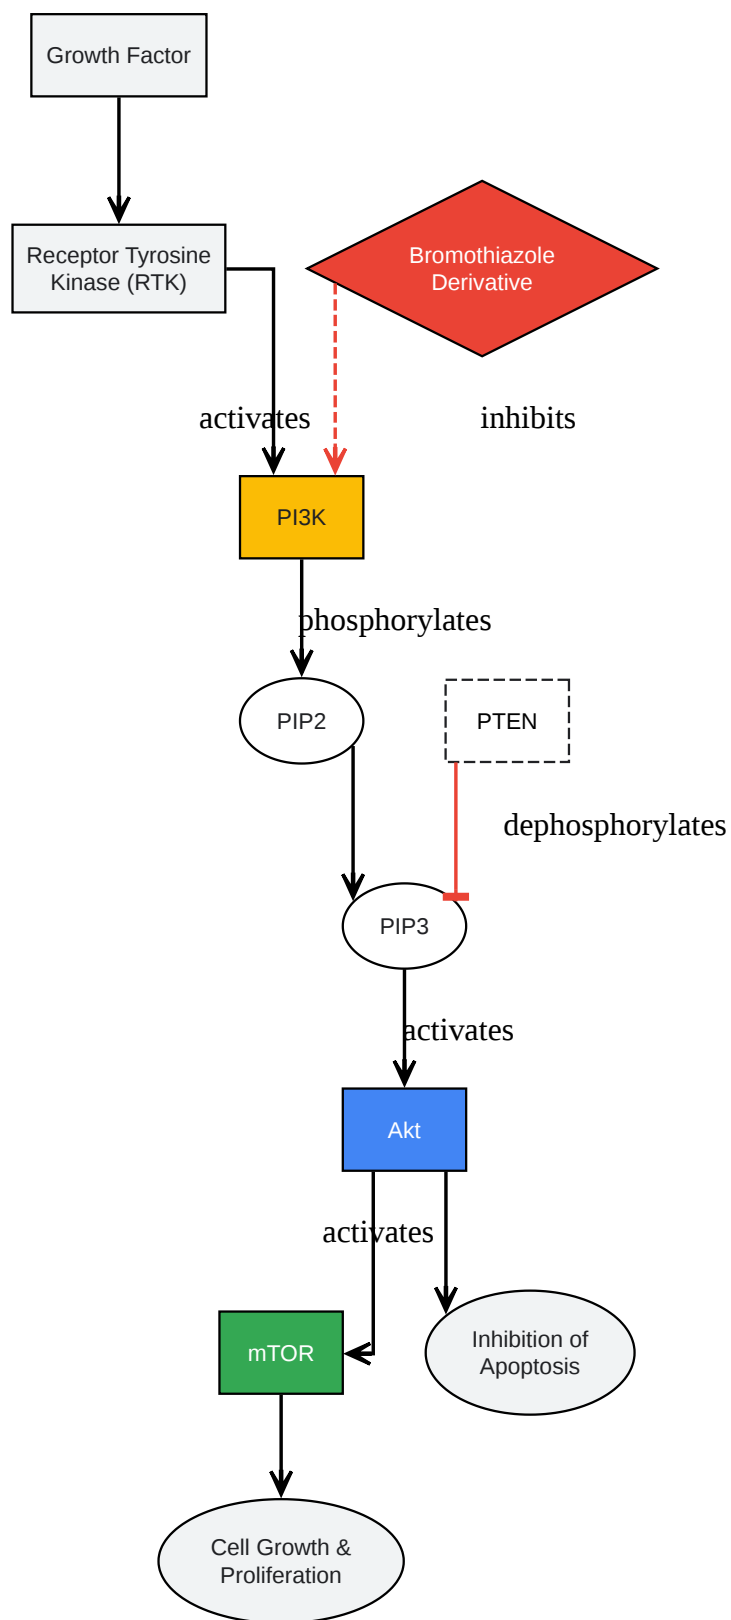 Growth Factor
Receptor Tyrosine
Kinase (RTK)
Bromothiazole
Derivative
activates
inhibits
PI3K
phosphorylates
PIP2
PTEN
dephosphorylates
PIP3
activates
Akt
activates
mTOR
Inhibition of
Apoptosis
Cell Growth &
Proliferation